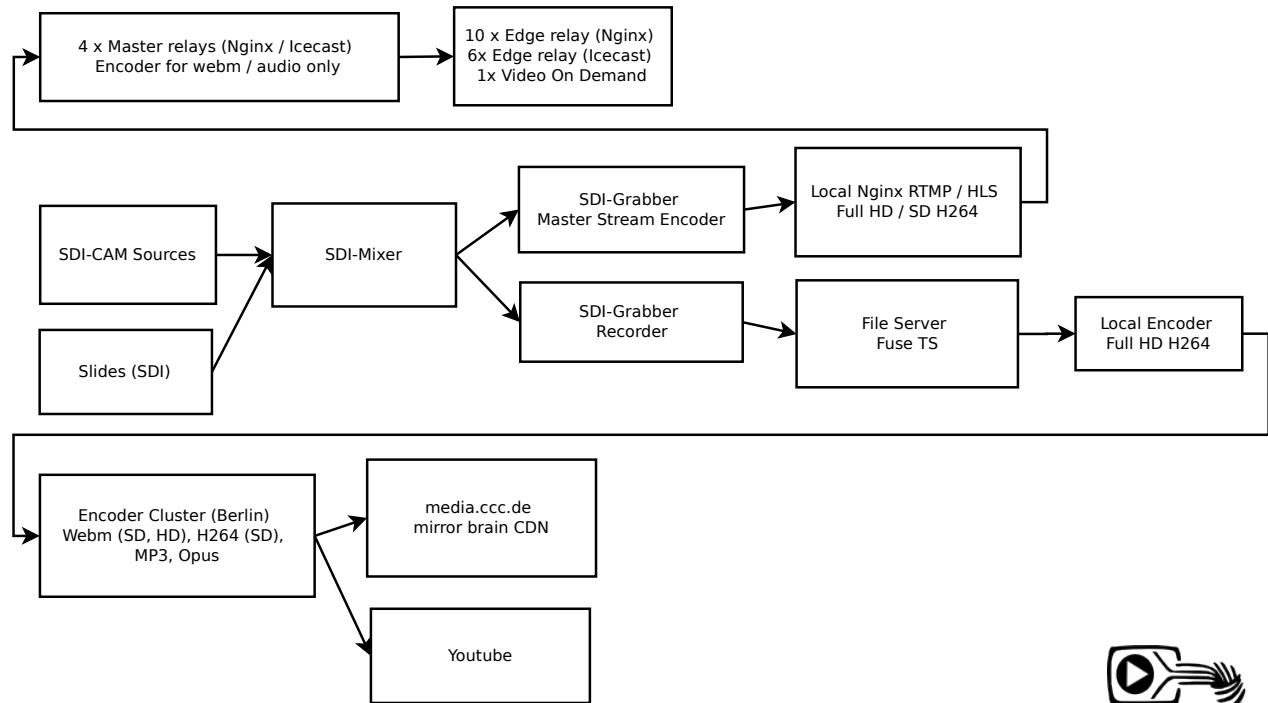 4 x Master relays (Nginx / Icecast)
Encoder for webm / audio only
10 x Edge relay (Nginx)
6x Edge relay (Icecast)
1x Video On Demand
SDI-CAM Sources
Slides (SDI)
SDI-Mixer
SDI-Grabber
Master Stream Encoder
Local Nginx RTMP / HLS
Full HD / SD H264
SDI-Grabber
Recorder
File Server
Fuse TS
Local Encoder
Full HD H264
Encoder Cluster (Berlin)
Webm (SD, HD), H264 (SD),
MP3, Opus
media.ccc.de
mirror brain CDN
Youtube